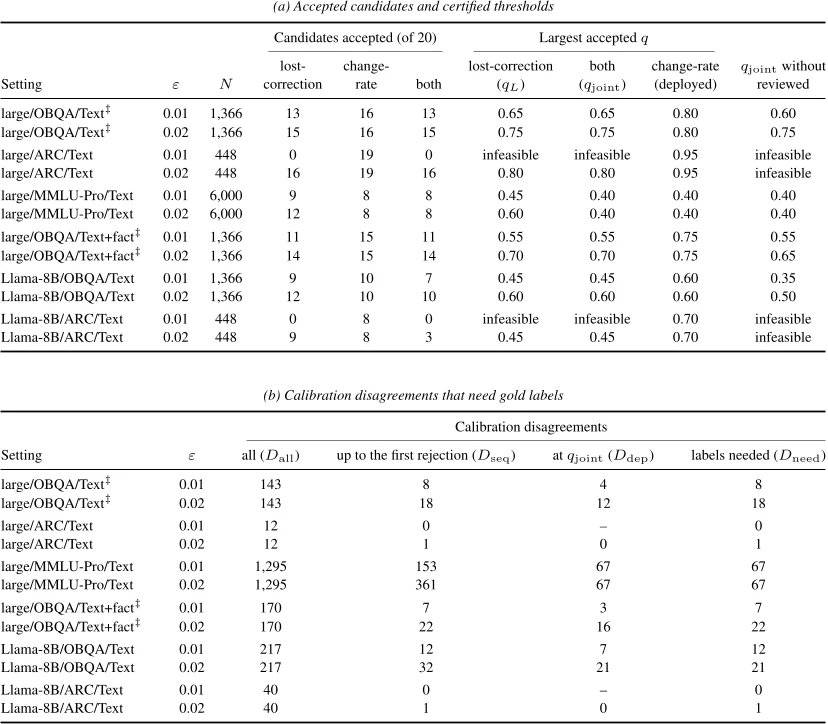 (a) Accepted candidates and certified thresholds
Candidates accepted (of 20) Largest accepted q
lost- change- lost-correction both change-rate qjoint without
Setting ε N correction rate both (qL) (qjoint) (deployed) reviewed
large/OBQA/Text‡ 0.01 1,366 13 16 13 0.65 0.65 0.80 0.60
large/OBQA/Text‡ 0.02 1,366 15 16 15 0.75 0.75 0.80 0.75
large/ARC/Text 0.01 448 0 19 0 infeasible infeasible 0.95 infeasible
large/ARC/Text 0.02 448 16 19 16 0.80 0.80 0.95 infeasible
large/MMLU-Pro/Text 0.01 6,000 9 8 8 0.45 0.40 0.40 0.40
large/MMLU-Pro/Text 0.02 6,000 12 8 8 0.60 0.40 0.40 0.40
large/OBQA/Text+fact‡ 0.01 1,366 11 15 11 0.55 0.55 0.75 0.55
large/OBQA/Text+fact‡ 0.02 1,366 14 15 14 0.70 0.70 0.75 0.65
Llama-8B/OBQA/Text 0.01 1,366 9 10 7 0.45 0.45 0.60 0.35
Llama-8B/OBQA/Text 0.02 1,366 12 10 10 0.60 0.60 0.60 0.50
Llama-8B/ARC/Text 0.01 448 0 8 0 infeasible infeasible 0.70 infeasible
Llama-8B/ARC/Text 0.02 448 9 8 3 0.45 0.45 0.70 infeasible
(b) Calibration disagreements that need gold labels
Calibration disagreements
Setting ε all (Dall) up to the first rejection (Dseq) at qjoint (Ddep) labels needed (Dneed)
large/OBQA/Text‡ 0.01 143 8 4 8
large/OBQA/Text‡ 0.02 143 18 12 18
large/ARC/Text 0.01 12 0 – 0
large/ARC/Text 0.02 12 1 0 1
large/MMLU-Pro/Text 0.01 1,295 153 67 67
large/MMLU-Pro/Text 0.02 1,295 361 67 67
large/OBQA/Text+fact‡ 0.01 170 7 3 7
large/OBQA/Text+fact‡ 0.02 170 22 16 22
Llama-8B/OBQA/Text 0.01 217 12 7 12
Llama-8B/OBQA/Text 0.02 217 32 21 21
Llama-8B/ARC/Text 0.01 40 0 – 0
Llama-8B/ARC/Text 0.02 40 1 0 1